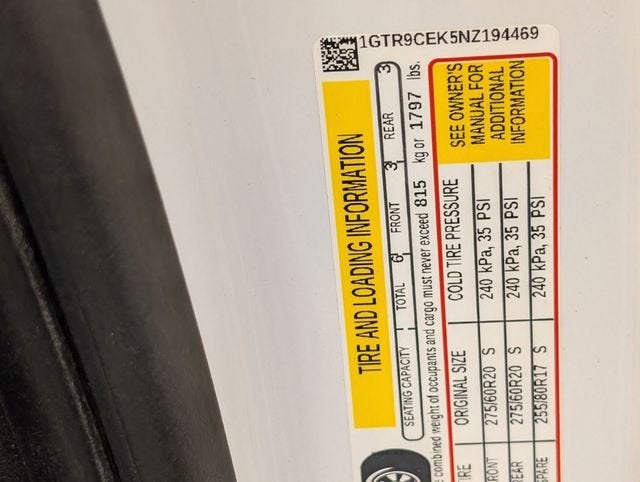 1GTR9CEK5NZ194469
TIRE AND LOADING INFORMATION
SEATING CAPACITY TOTAL 6 FRONT 3 REAR 3
combined weight of occupants and cargo must never exceed 815 kg or 1797 lbs.
ORIGINAL SIZE COLD TIRE PRESSURE
275/60R20 S 240 kPa, 35 PSI
275/60R20 S 240 kPa, 35 PSI
SPARE 255/80R17 S 240 kPa, 35 PSI
SEE OWNER'S
MANUAL FOR
ADDITIONAL
INFORMATION